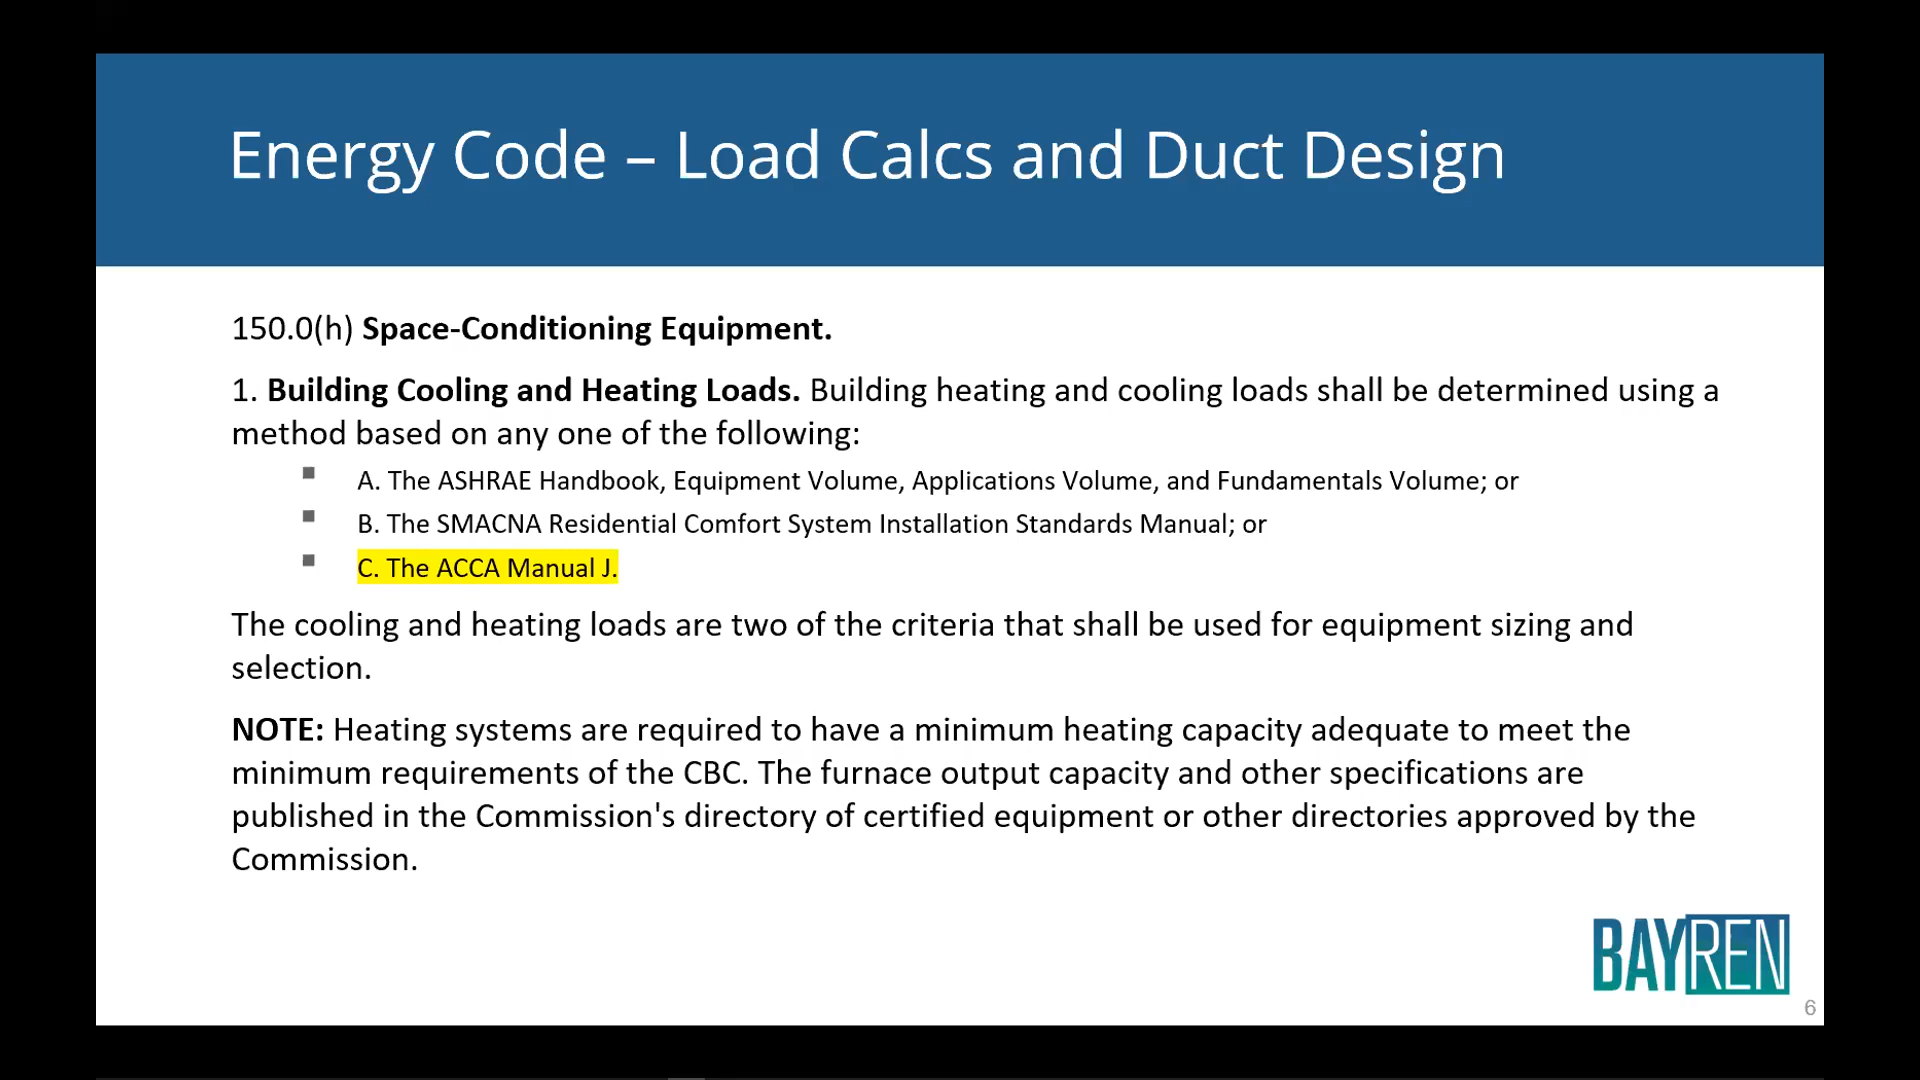 Energy Code – Load Calcs and Duct Design
150.0(h) Space-Conditioning Equipment.
1. Building Cooling and Heating Loads. Building heating and cooling loads shall be determined using a
method based on any one of the following:
A. The ASHRAE Handbook, Equipment Volume, Applications Volume, and Fundamentals Volume; or
B. The SMACNA Residential Comfort System Installation Standards Manual; or
C. The ACCA Manual J.
The cooling and heating loads are two of the criteria that shall be used for equipment sizing and
selection.
NOTE: Heating systems are required to have a minimum heating capacity adequate to meet the
minimum requirements of the CBC. The furnace output capacity and other specifications are
published in the Commission's directory of certified equipment or other directories approved by the
Commission.
BAYREN
6